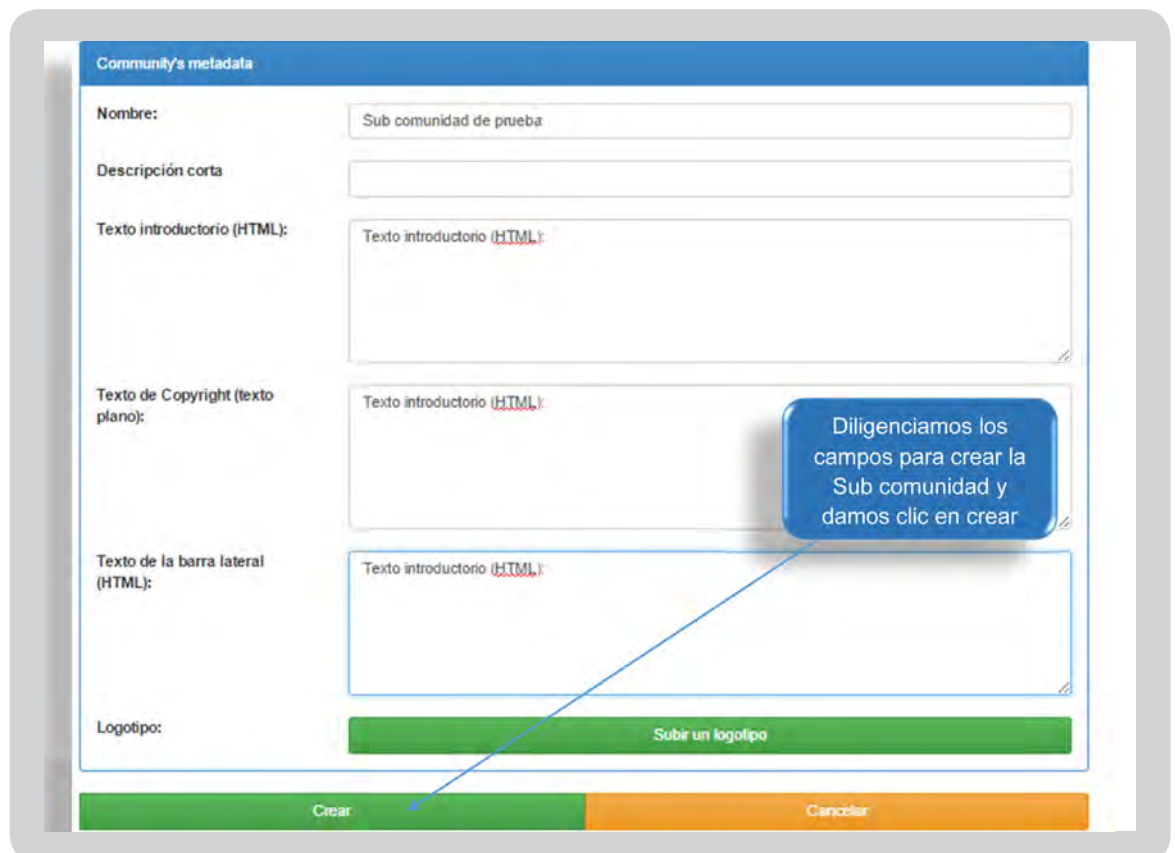 Community's metadata
Nombre:
Sub comunidad de prueba
Descripción corta
Texto introductorio (HTML):
Texto introductorio (HTML):
Texto de Copyright (texto
plano):
Texto introductorio (HTML):
Diligenciamos los
campos para crear la
Sub comunidad y
damos clic en crear
Texto de la barra lateral
(HTML):
Texto introductorio (HTML):
Logotipo:
Subir un logotipo
Crear
Cancelar